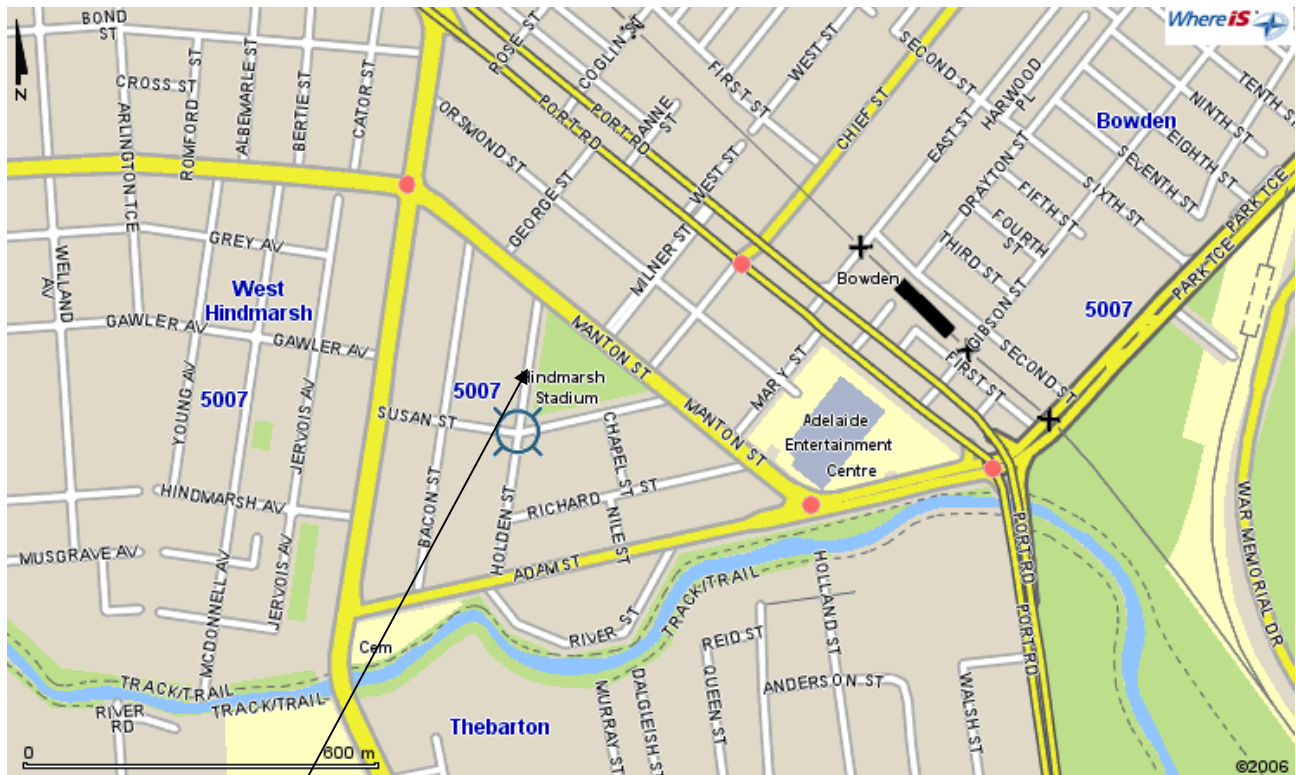 BOND
ST
WhereiS
ROSE ST
COGLIN ST
WEST ST
SECOND ST
TENTH ST
CROSS ST
ARLINGTON TCE
ROMFORD ST
ALBEMARLE ST
BERTIE ST
CATOR ST
FIRST ST
HARWOOD
PL
NINTH ST
Bowden
ORSMOND ST
PORT RD
PORT RD
ANNE
ST
CHIEF ST
EAST ST
EIGHTH ST
SEVENTH ST
DRAYTON ST
SIXTH ST
FIFTH ST
FOURTH
ST
WEST ST
GEORGE ST
GREY AV
WELLAND
AV
THIRD ST
PARK TCE
PARK TCE
MILNER ST
Bowden
West
Hindmarsh
5007
GIBSON ST
GAWLER AV
GAWLER AV
MANTON ST
SECOND ST
FIRST ST
MARY ST
5007
5007
Hindmarsh
Stadium
YOUNG AV
JERVOIS AV
SUSAN ST
MANTON ST
CHAPEL ST
Adelaide
Entertainment
Centre
MANTON ST
BACON ST
HINDMARSH AV
HOLDEN ST
RICHARD ST
ST
NILE ST
PORT RD
WAR MEMORIAL DR
MUSGRAVE AV
ADAM ST
MCDONNELL AV
JERVOIS AV
TRACK/TRAIL
HOLLAND ST
RIVER ST
REID ST
PORT RD
Cem
TRACK/TRAIL
TRACK/TRAIL
RIVER
RD
MURRAY ST
DALGLEISH ST
QUEEN ST
ANDERSON ST
WALSH ST
Thebarton
0
600 m
©2006
N